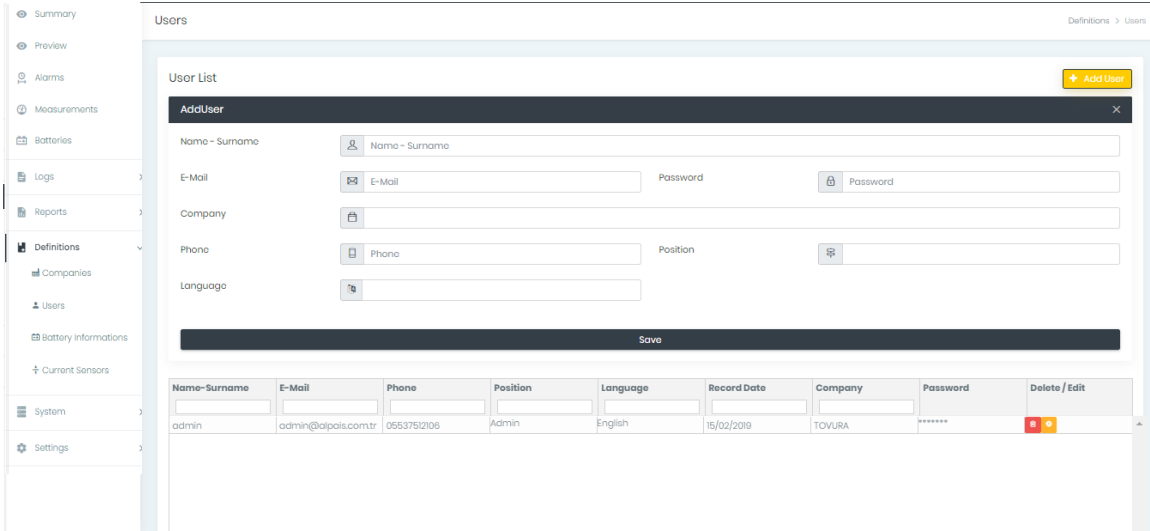 Summary
Preview
Alarms
Measurements
Batteries
Logs
Reports
Definitions
Companies
Users
Battery Informations
Current Sensors
System
Settings
Users
Definitions > Users
User List
+ Add User
AddUser
Name - Surname Name - Surname
E-Mail E-Mail Password Password
Company
Phone Phone Position
Language
Save
Name-Surname E-Mail Phone Position Language Record Date Company Password Delete / Edit
admin admin@alpais.com.tr 05537512106 Admin English 15/02/2019 TOVURA *******